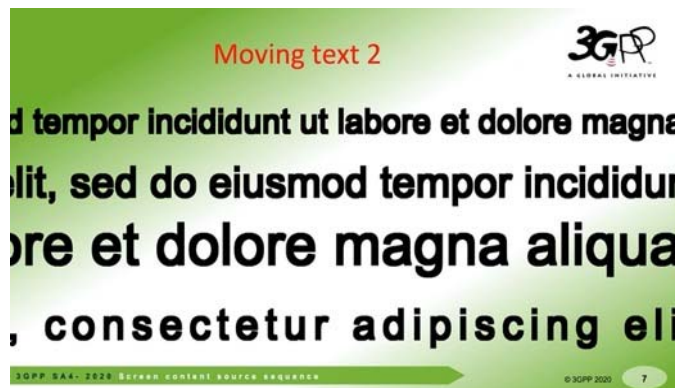 Moving text 2
3GPP
A GLOBAL INITIATIVE
d tempor incididunt ut labore et dolore magna
elit, sed do eiusmod tempor incididu
ore et dolore magna aliqua
, consectetur adipiscing eli
3GPP SA4- 2020 Screen content source sequence
© 3GPP 2020
7